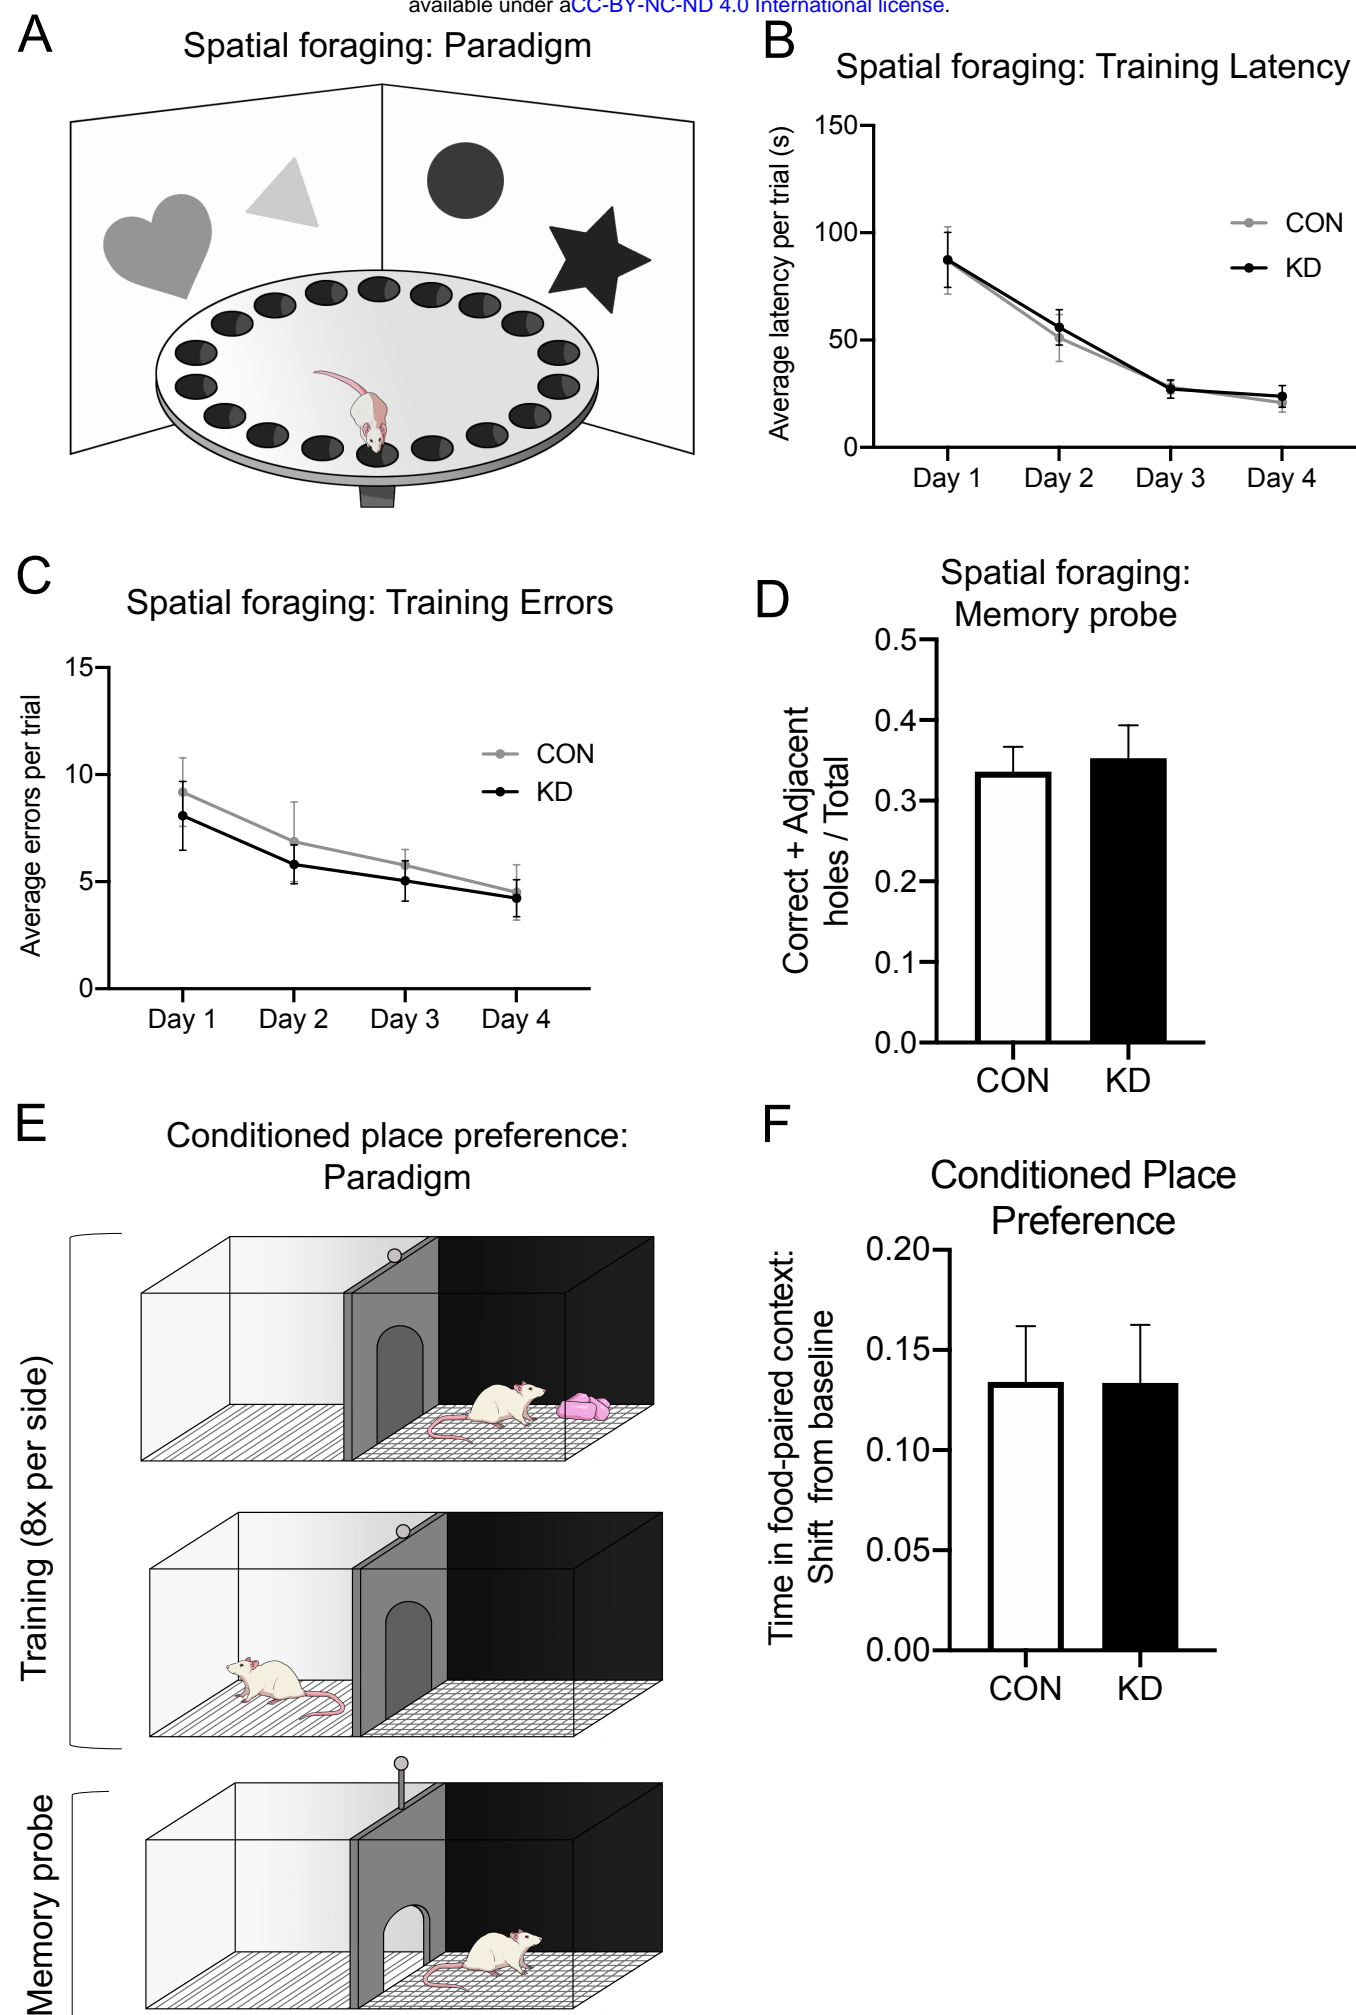 available under aCC-BY-NC-ND 4.0 International license.
A
Spatial foraging: Paradigm
B
Spatial foraging: Training Latency
Average latency per trial (s)
150
100
50
0
CON
KD
Day 1 Day 2 Day 3 Day 4
C
Spatial foraging: Training Errors
Average errors per trial
15
10
5
0
CON
KD
Day 1 Day 2 Day 3 Day 4
D
Spatial foraging:
Memory probe
Correct + Adjacent
holes / Total
0.5
0.4
0.3
0.2
0.1
0.0
CON KD
E
Conditioned place preference:
Paradigm
Training (8x per side)
Memory probe
F
Conditioned Place
Preference
Time in food-paired context:
Shift from baseline
0.20
0.15
0.10
0.05
0.00
CON KD